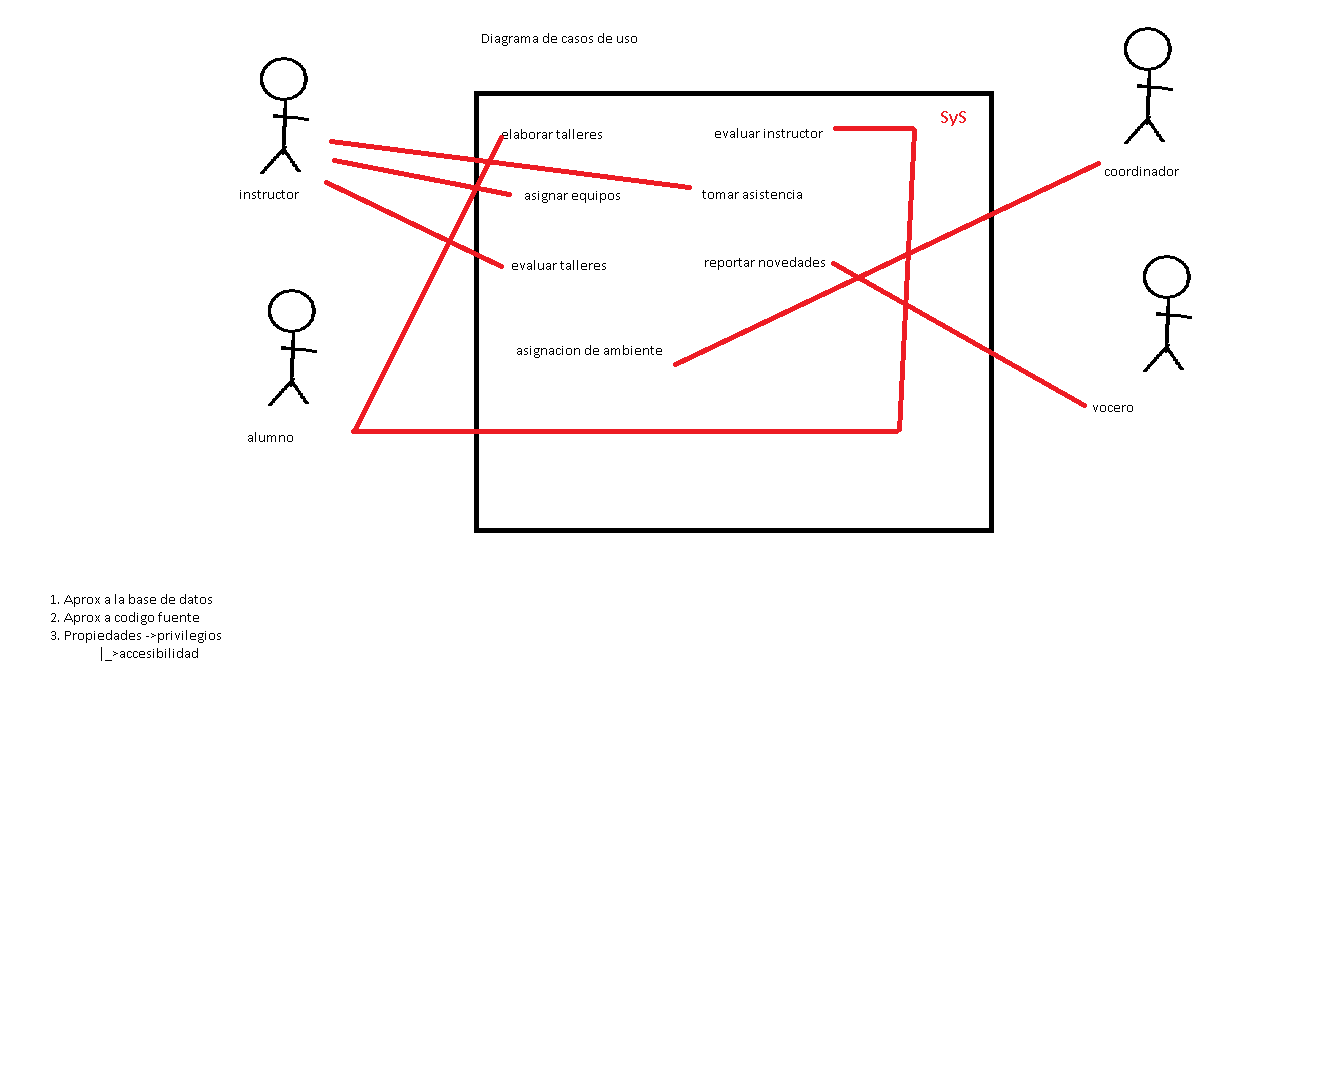 Diagrama de casos de uso
SyS
elaborar talleres
evaluar instructor
coordinador
instructor
asignar equipos
tomar asistencia
evaluar talleres
reportar novedades
asignacion de ambiente
vocero
alumno
1. Aprox a la base de datos
2. Aprox a codigo fuente
3. Propiedades ->privilegios
|_>accesibilidad